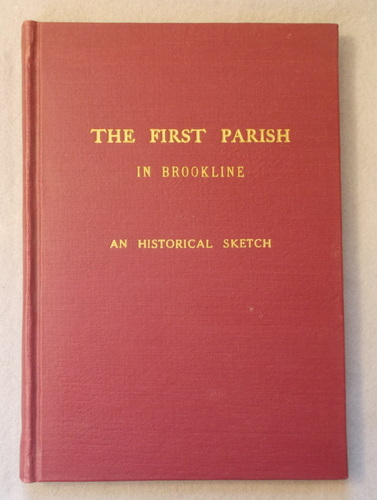 THE FIRST PARISH
IN BROOKLINE
AN HISTORICAL SKETCH